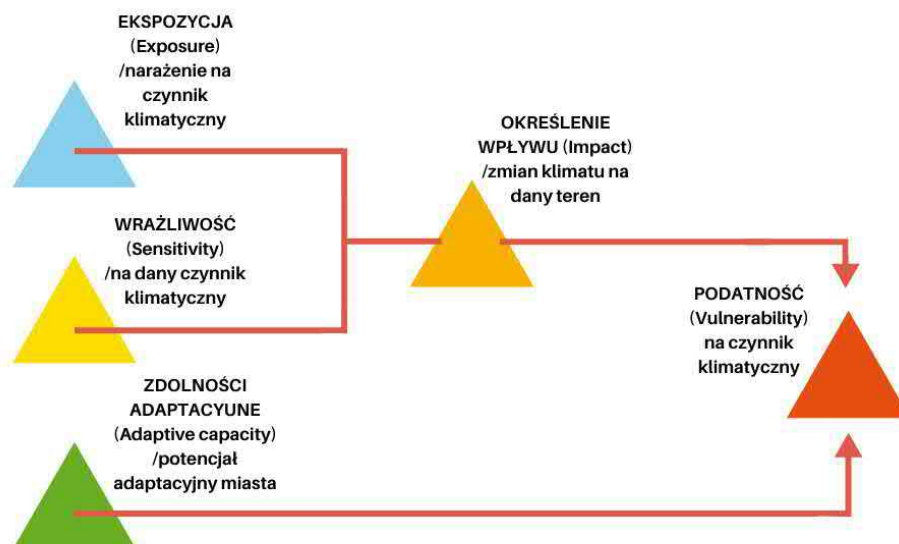 EKSPOZYCJA
(Exposure)
/narażenie na
czynnik
klimatyczny
OKREŚLENIE
WPŁYWU (Impact)
/zmian klimatu na
dany teren
WRAŻLIWOŚĆ
(Sensitivity)
/na dany czynnik
klimatyczny
PODATNOŚĆ
(Vulnerability)
na czynnik
klimatyczny
ZDOLNOŚCI
ADAPTACYUNE
(Adaptive capacity)
/potencjał
adaptacyjny miasta